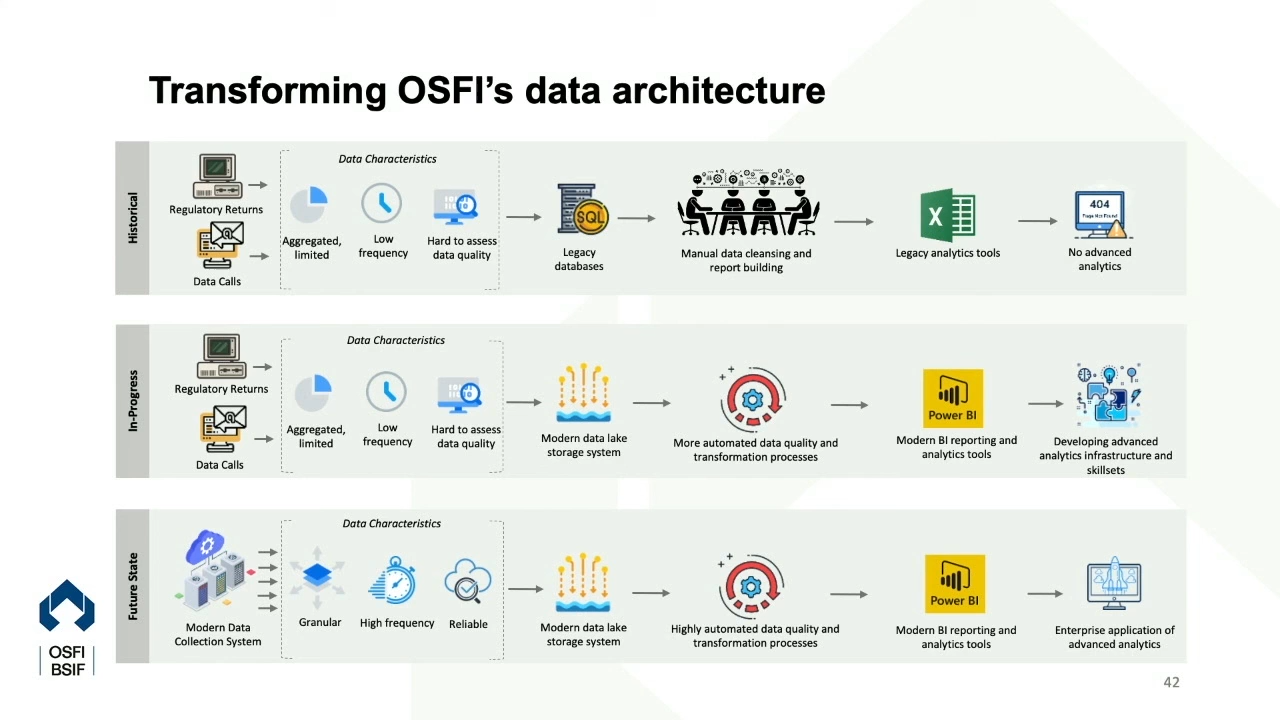 Transforming OSFI's data architecture
Historical
Regulatory Returns
Data Calls
Data Characteristics
Aggregated,
limited
Low
frequency
Hard to assess
data quality
SQL
Legacy
databases
Manual data cleansing and
report building
X
Legacy analytics tools
404
Page Not Found
No advanced
analytics
In-Progress
Regulatory Returns
Data Calls
Data Characteristics
Aggregated,
limited
Low
frequency
Hard to assess
data quality
Modern data lake
storage system
More automated data quality and
transformation processes
Power BI
Modern BI reporting and
analytics tools
Developing advanced
analytics infrastructure and
skillsets
Future State
Modern Data
Collection System
Data Characteristics
Granular
High frequency
Reliable
Modern data lake
storage system
Highly automated data quality and
transformation processes
Power BI
Modern BI reporting and
analytics tools
Enterprise application of
advanced analytics
OSFI
BSIF
42